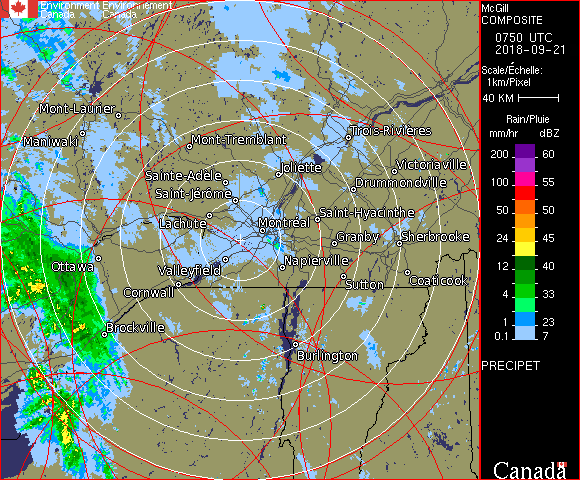 Environment Environnement
Canada Canada
McGill
COMPOSITE
0750 UTC
2018-09-21
Scale/Échelle:
1km/Pixel
40 KM
Rain/Pluie
mm/hr dBZ
200 60
100 55
50 50
24 45
12 40
4 33
1 23
0.1 7
PRECIPET
Canada
Mont-Laurier
Maniwaki
Mont-Tremblant
Trois-Rivières
Joliette
Victoriaville
Sainte-Adèle
Drummondville
Saint-Jérôme
Saint-Hyacinthe
Lachute
Montréal
Granby
Sherbrooke
Ottawa
Valleyfield
Napierville
Cornwall
Sutton
Coaticook
Brockville
Burlington